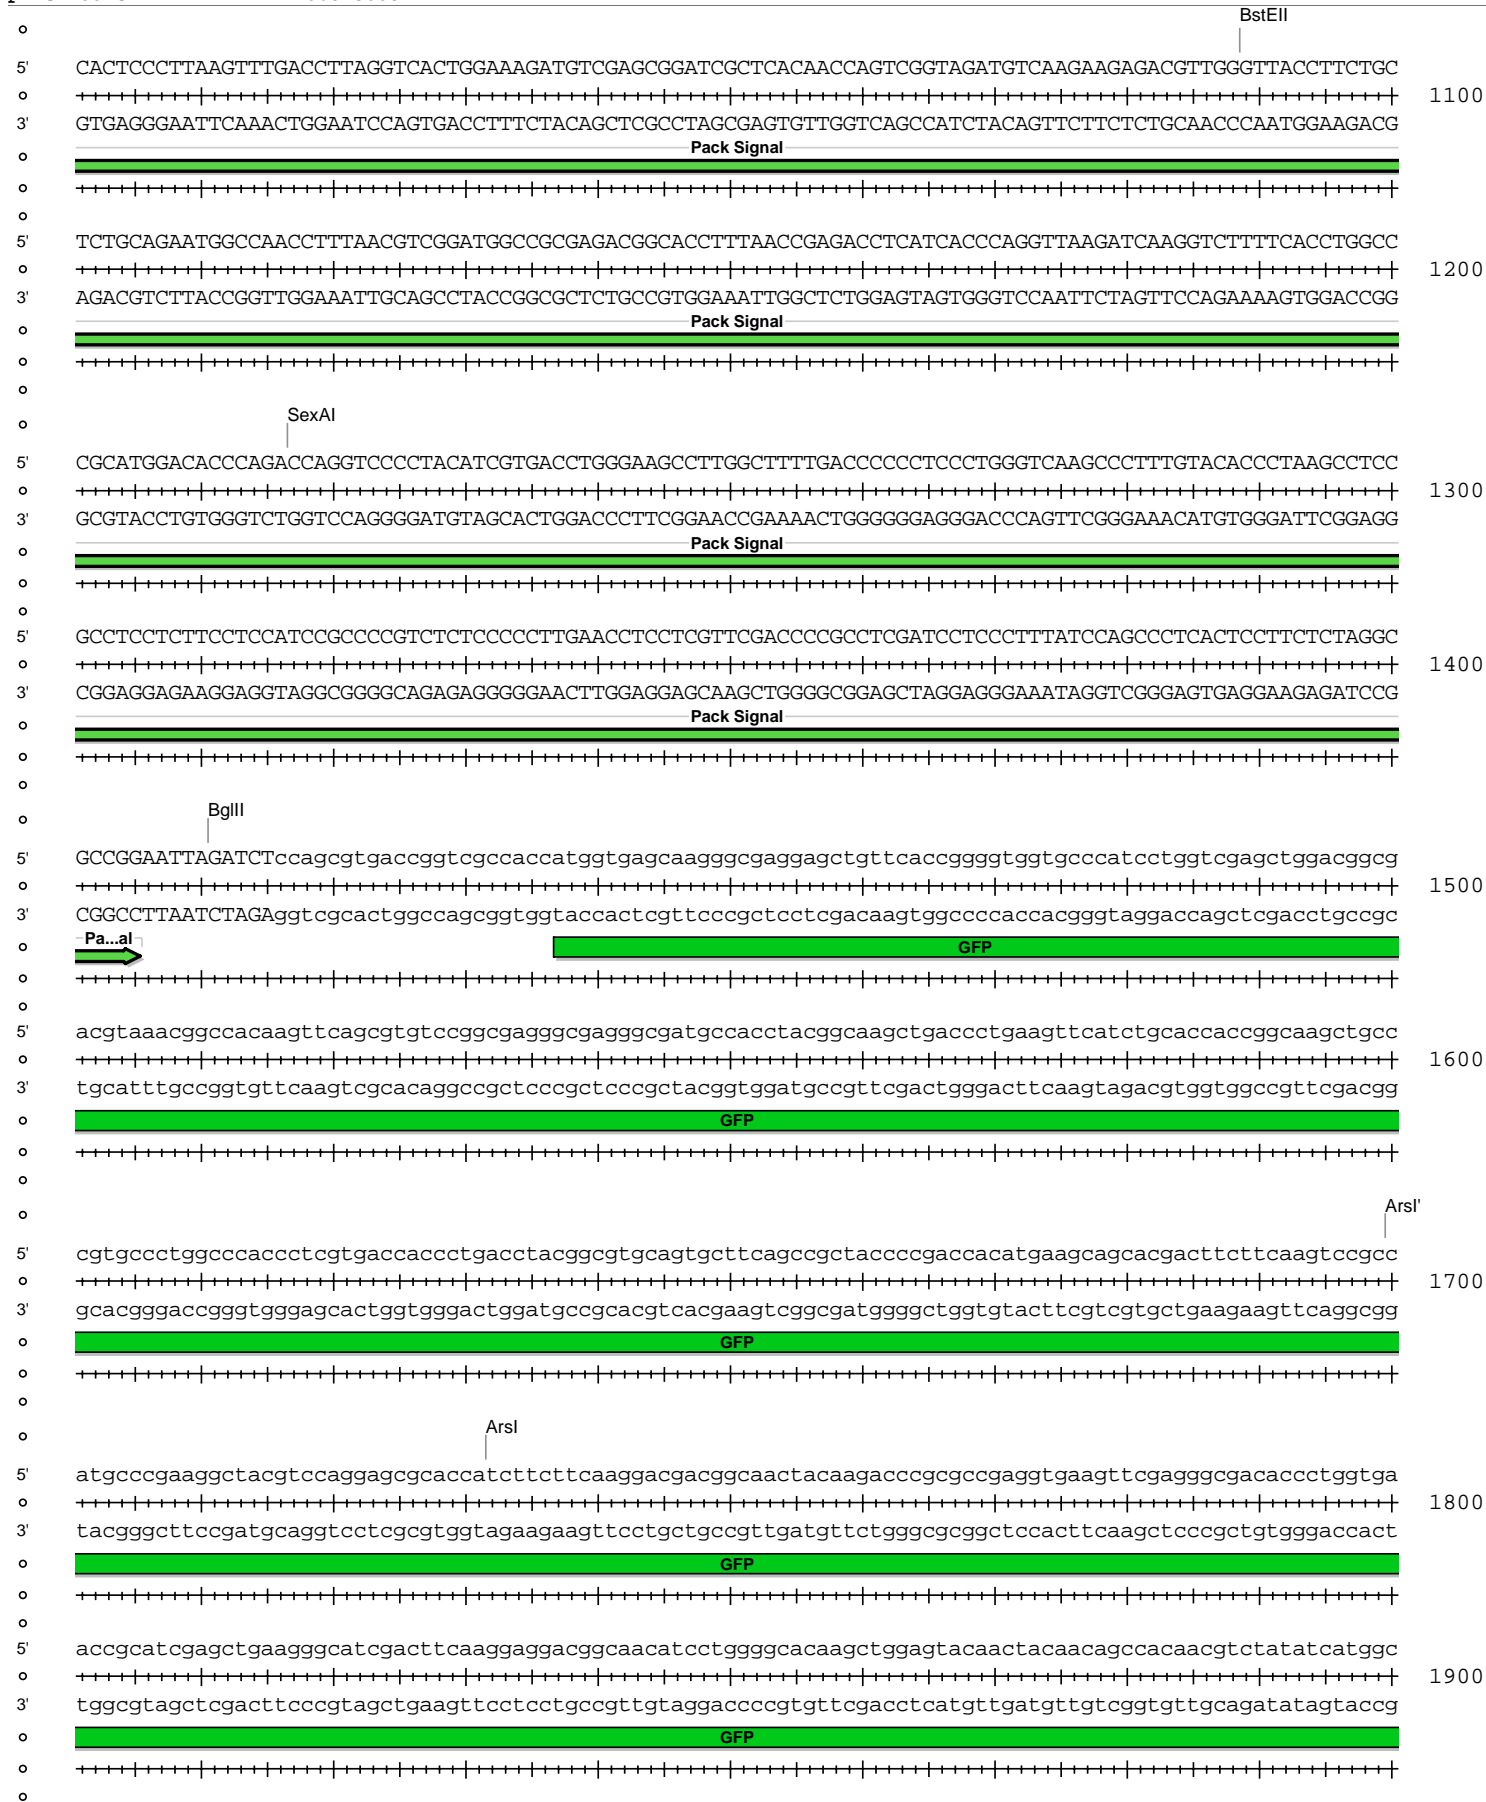 BstEII
5' CACTCCCTTAAGTTTGACCTTAGGTCACTGGAAAGATGTCGAGCGGATCGCTCACAACCAGTCGGTAGATGTCAAGAAGAGACGTTGGGTTACCTTCTGC
1100
3' GTGAGGGAATTCAAACTGGAATCCAGTGACCTTTCTACAGCTCGCCTAGCGAGTGTTGGTCAGCCATCTACAGTTCTTCTCTGCAACCCAATGGAAGACG
Pack Signal
5' TCTGCAGAATGGCCAACCTTTAACGTCGGATGGCCGCGAGACGGCACCTTTAACCGAGACCTCATCACCCAGGTTAAGATCAAGGTCTTTTCACCTGGCC
1200
3' AGACGTCTTACCGGTTGGAAATTGCAGCCTACCGGCGCTCTGCCGTGGAAATTGGCTCTGGAGTAGTGGGTCCAATTCTAGTTCCAGAAAAGTGGACCGG
Pack Signal
SexAI
5' CGCATGGACACCCAGACCAGGTCCCCTACATCGTGACCTGGGAAGCCTTGGCTTTTGACCCCCCTCCCTGGGTCAAGCCCTTTGTACACCCTAAGCCTCC
1300
3' GCGTACCTGTGGGTCTGGTCCAGGGGATGTAGCACTGGACCCTTCGGAACCGAAAACTGGGGGGAGGGACCCAGTTCGGGAAACATGTGGGATTCGGAGG
Pack Signal
5' GCCTCCTCTTCCTCCATCCGCCCCGTCTCTCCCCCTTGAACCTCCTCGTTCGACCCCGCCTCGATCCTCCCTTTATCCAGCCCTCACTCCTTCTCTAGGC
1400
3' CGGAGGAGAAGGAGGTAGGCGGGGCAGAGAGGGGGAACTTGGAGGAGCAAGCTGGGGCGGAGCTAGGAGGGAAATAGGTCGGGAGTGAGGAAGAGATCCG
Pack Signal
BglII
5' GCCGGAATTAGATCTccagcgtgaccggtcgccaccatggtgagcaagggcgaggagctgttcaccggggtggtgcccatcctggtcgagctggacggcg
1500
3' CGGCCTTAATCTAGAggtcgcactggccagcggtggtaccactcgttcccgctcctcgacaagtggccccaccacgggtaggaccagctcgacctgccgc
Pa...al
GFP
5' acgtaaacggccacaagttcagcgtgtccggcgagggcgagggcgatgccacctacggcaagctgaccctgaagttcatctgcaccaccggcaagctgcc
1600
3' tgcatttgccggtgttcaagtcgcacaggccgctcccgctcccgctacggtggatgccgttcgactgggacttcaagtagacgtggtggccgttcgacgg
GFP
ArsI'
5' cgtgccctggcccaccctcgtgaccaccctgacctacggcgtgcagtgcttcagccgctaccccgaccacatgaagcagcacgacttcttcaagtccgcc
1700
3' gcacgggaccgggtgggagcactggtgggactggatgccgcacgtcacgaagtcggcgatggggctggtgtacttcgtcgtgctgaagaagttcaggcgg
GFP
ArsI
5' atgcccgaaggctacgtccaggagcgcaccatcttcttcaaggacgacggcaactacaagacccgcgccgaggtgaagttcgagggcgacaccctggtga
1800
3' tacgggcttccgatgcaggtcctcgcgtggtagaagaagttcctgctgccgttgatgttctgggcgcggctccacttcaagctcccgctgtgggaccact
GFP
5' accgcatcgagctgaagggcatcgacttcaaggaggacggcaacatcctggggcacaagctggagtacaactacaacagccacaacgtctatatcatggc
1900
3' tggcgtagctcgacttcccgtagctgaagttcctcctgccgttgtaggaccccgtgttcgacctcatgttgatgttgtcggtgttgcagatatagtaccg
GFP